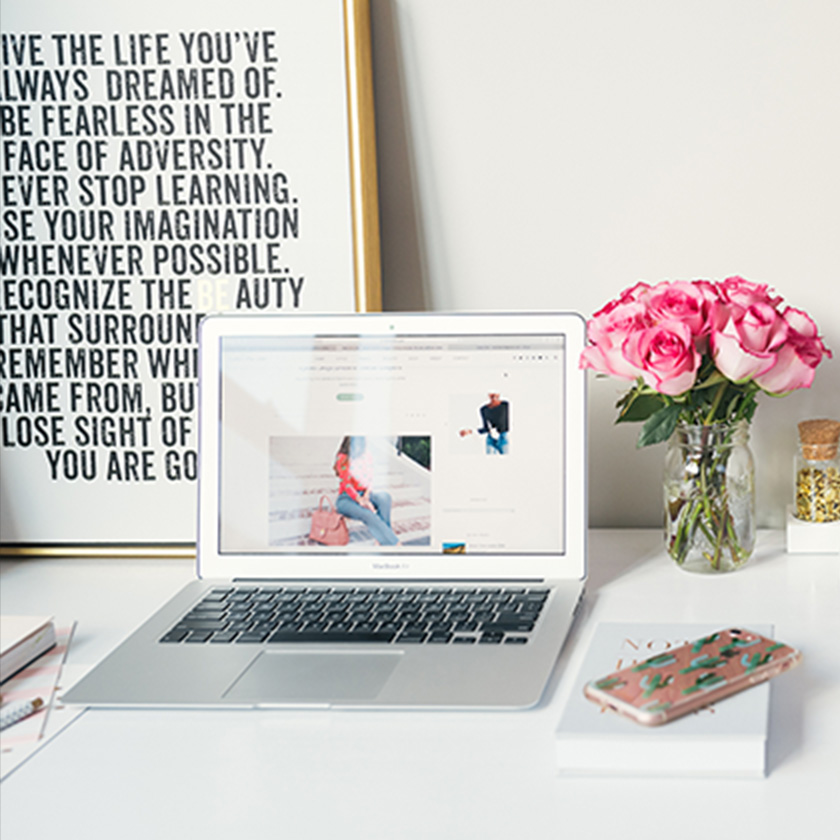 IVE THE LIFE YOU'VE
LWAYS DREAMED OF.
BE FEARLESS IN THE
FACE OF ADVERSITY.
EVER STOP LEARNING.
SE YOUR IMAGINATION
WHENEVER POSSIBLE.
ECOGNIZE THE BEAUTY
THAT SURROUN
REMEMBER WH
CAME FROM, BU
LOSE SIGHT OF
YOU ARE GO
MacBook Air